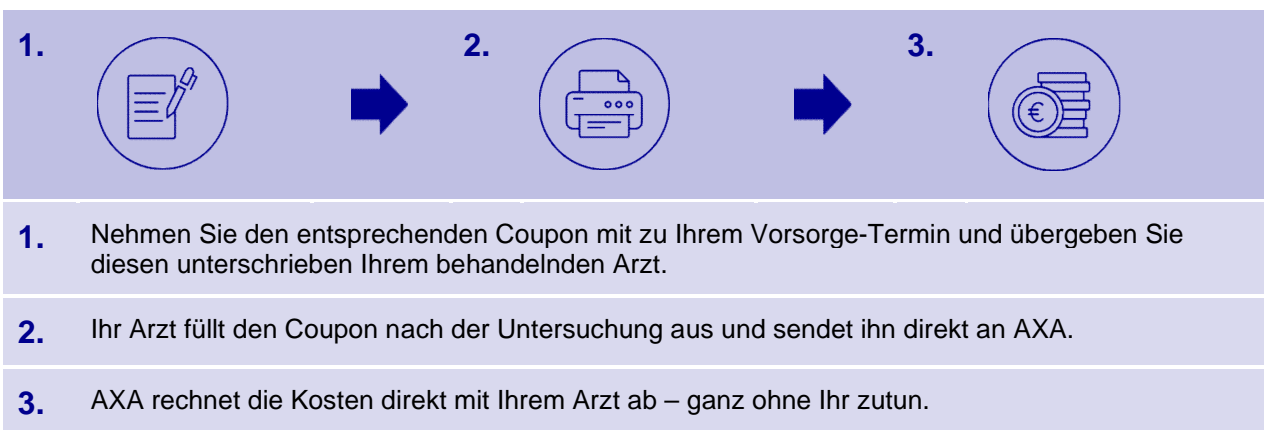 1.
2.
3.
€
1. Nehmen Sie den entsprechenden Coupon mit zu Ihrem Vorsorge-Termin und übergeben Sie
diesen unterschrieben Ihrem behandelnden Arzt.
2. Ihr Arzt füllt den Coupon nach der Untersuchung aus und sendet ihn direkt an AXA.
3. AXA rechnet die Kosten direkt mit Ihrem Arzt ab – ganz ohne Ihr zutun.